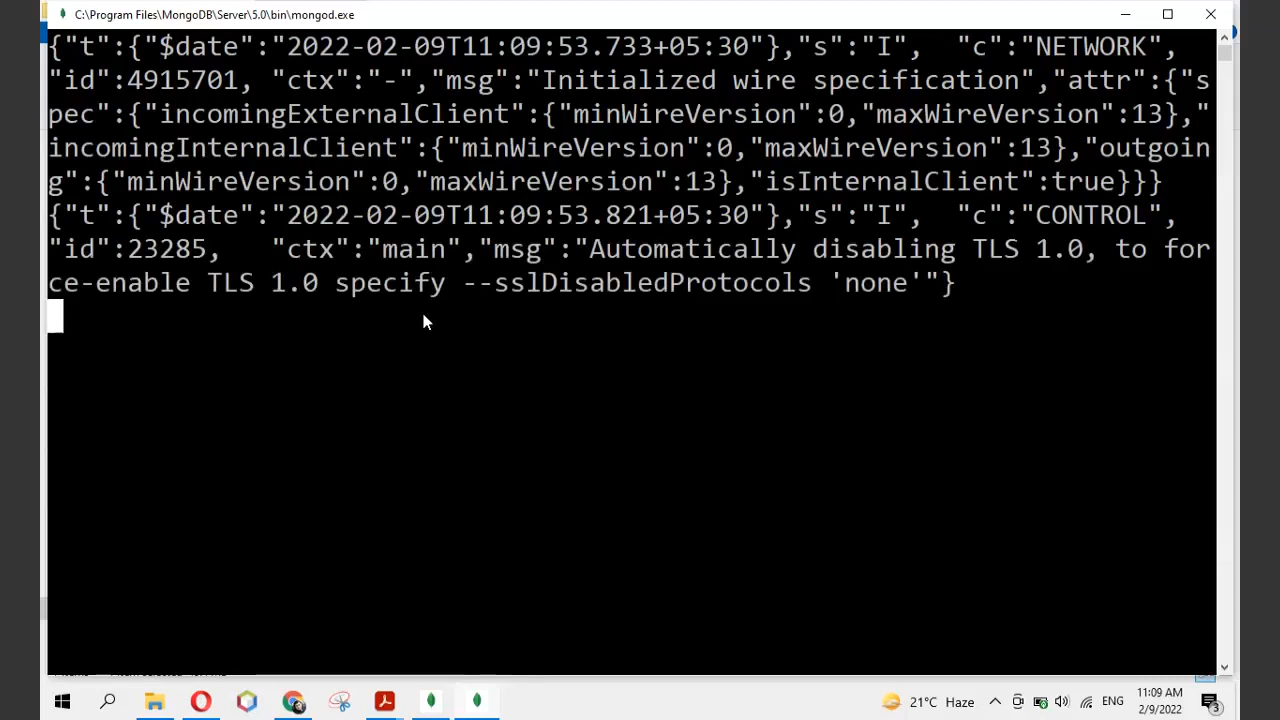 C:\Program Files\MongoDB\Server\5.0\bin\mongod.exe
{"t":{"$date":"2022-02-09T11:09:53.733+05:30"},"s":"I",  "c":"NETWORK",
"id":4915701, "ctx":"-","msg":"Initialized wire specification","attr":{"s
pec":{"incomingExternalClient":{"minWireVersion":0,"maxWireVersion":13},"
incomingInternalClient":{"minWireVersion":0,"maxWireVersion":13},"outgoin
g":{"minWireVersion":0,"maxWireVersion":13},"isInternalClient":true}}}
{"t":{"$date":"2022-02-09T11:09:53.821+05:30"},"s":"I",  "c":"CONTROL",
"id":23285,   "ctx":"main","msg":"Automatically disabling TLS 1.0, to for
ce-enable TLS 1.0 specify --sslDisabledProtocols 'none'"}
21°C Haze
ENG
11:09 AM
2/9/2022
3